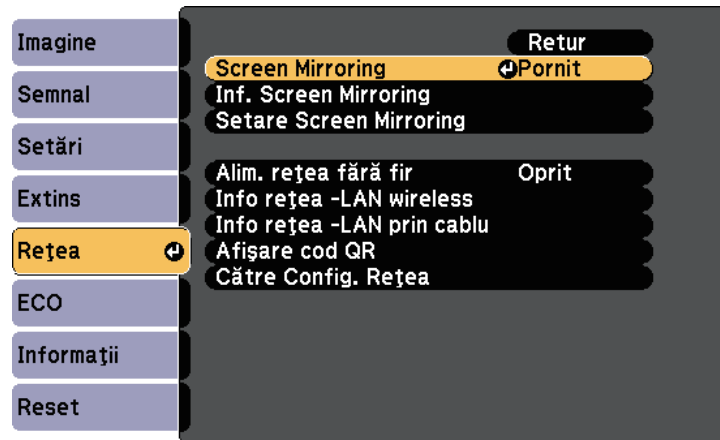 Imagine
Semnal
Setări
Extins
Reţea
ECO
Informaţii
Reset
Retur
Screen Mirroring Pornit
Inf. Screen Mirroring
Setare Screen Mirroring
Alim. reţea fără fir Oprit
Info reţea -LAN wireless
Info reţea -LAN prin cablu
Afişare cod QR
Către Config. Reţea